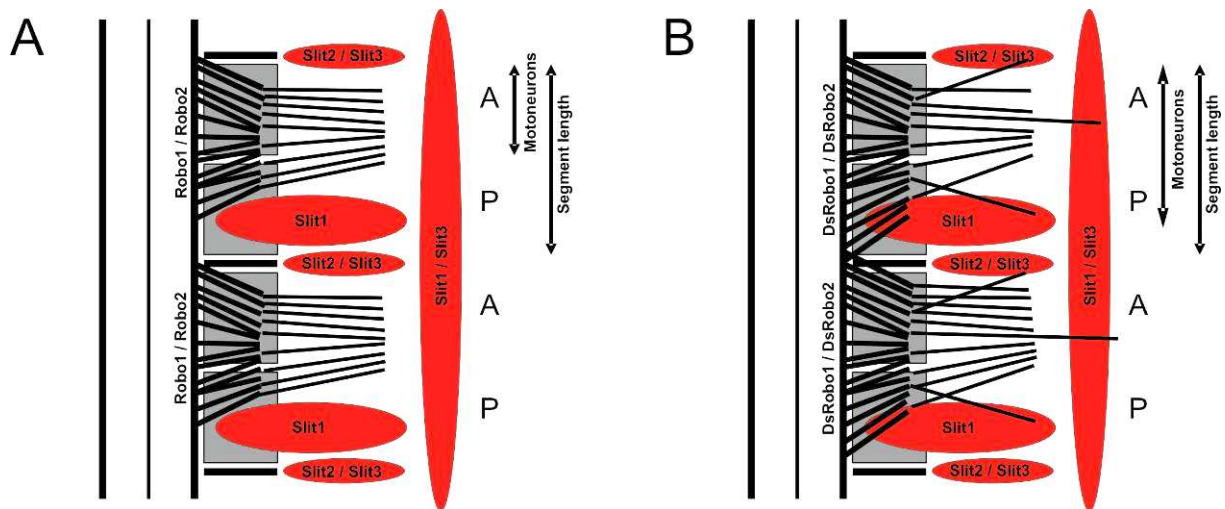 A
Slit2 / Slit3
Robo1 / Robo2
Slit1
Slit2 / Slit3
Robo1 / Robo2
Slit1
Slit2 / Slit3
Slit1 / Slit3
A
P
A
P
Motoneurons
Segment length
B
Slit2 / Slit3
DsRobo1 / DsRobo2
Slit1
Slit2 / Slit3
DsRobo1 / DsRobo2
Slit1
Slit2 / Slit3
Slit1 / Slit3
A
P
A
P
Motoneurons
Segment length